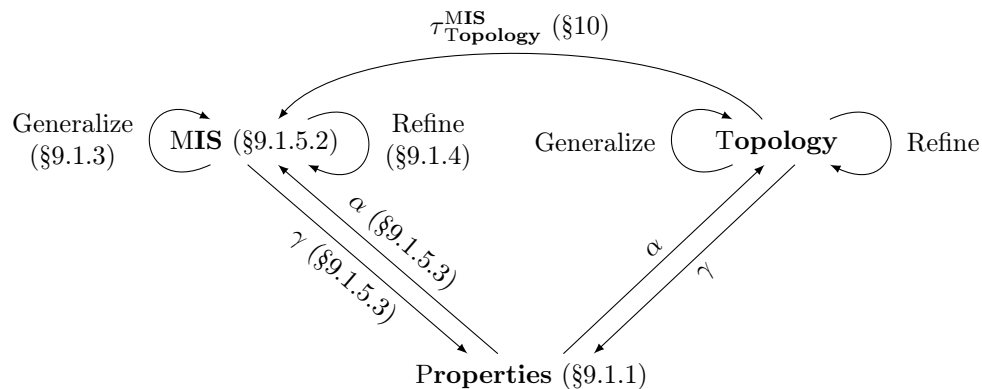 τ^MIS_Topology (§10)
Generalize
(§9.1.3)
MIS (§9.1.5.2)
Refine
(§9.1.4)
Generalize
Topology
Refine
α (§9.1.5.3)
γ (§9.1.5.3)
α
γ
Properties (§9.1.1)